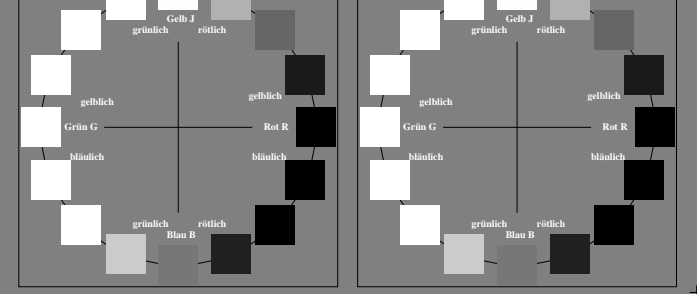 Gelb J
grünlich rötlich
gelblich gelblich
Grün G Rot R
bläulich bläulich
grünlich rötlich
Blau B
Gelb J
grünlich rötlich
gelblich gelblich
Grün G Rot R
bläulich bläulich
grünlich rötlich
Blau B